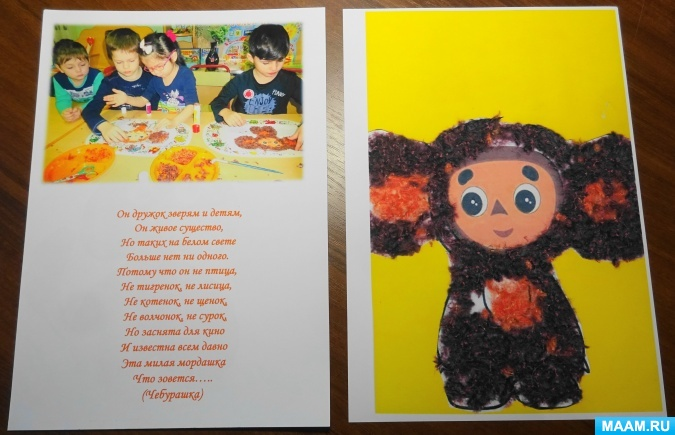 Он дружок зверям и детям,
Он живое существо,
Но таких на белом свете
Больше нет ни одного.
Потому что он не птица,
Не тигренок, не лисица,
Не котенок, не щенок,
Не волчонок, не сурок,
Но заснята для кино
И известна всем давно
Эта милая мордашка
Что зовется…..
(Чебурашка)
MAAM.RU